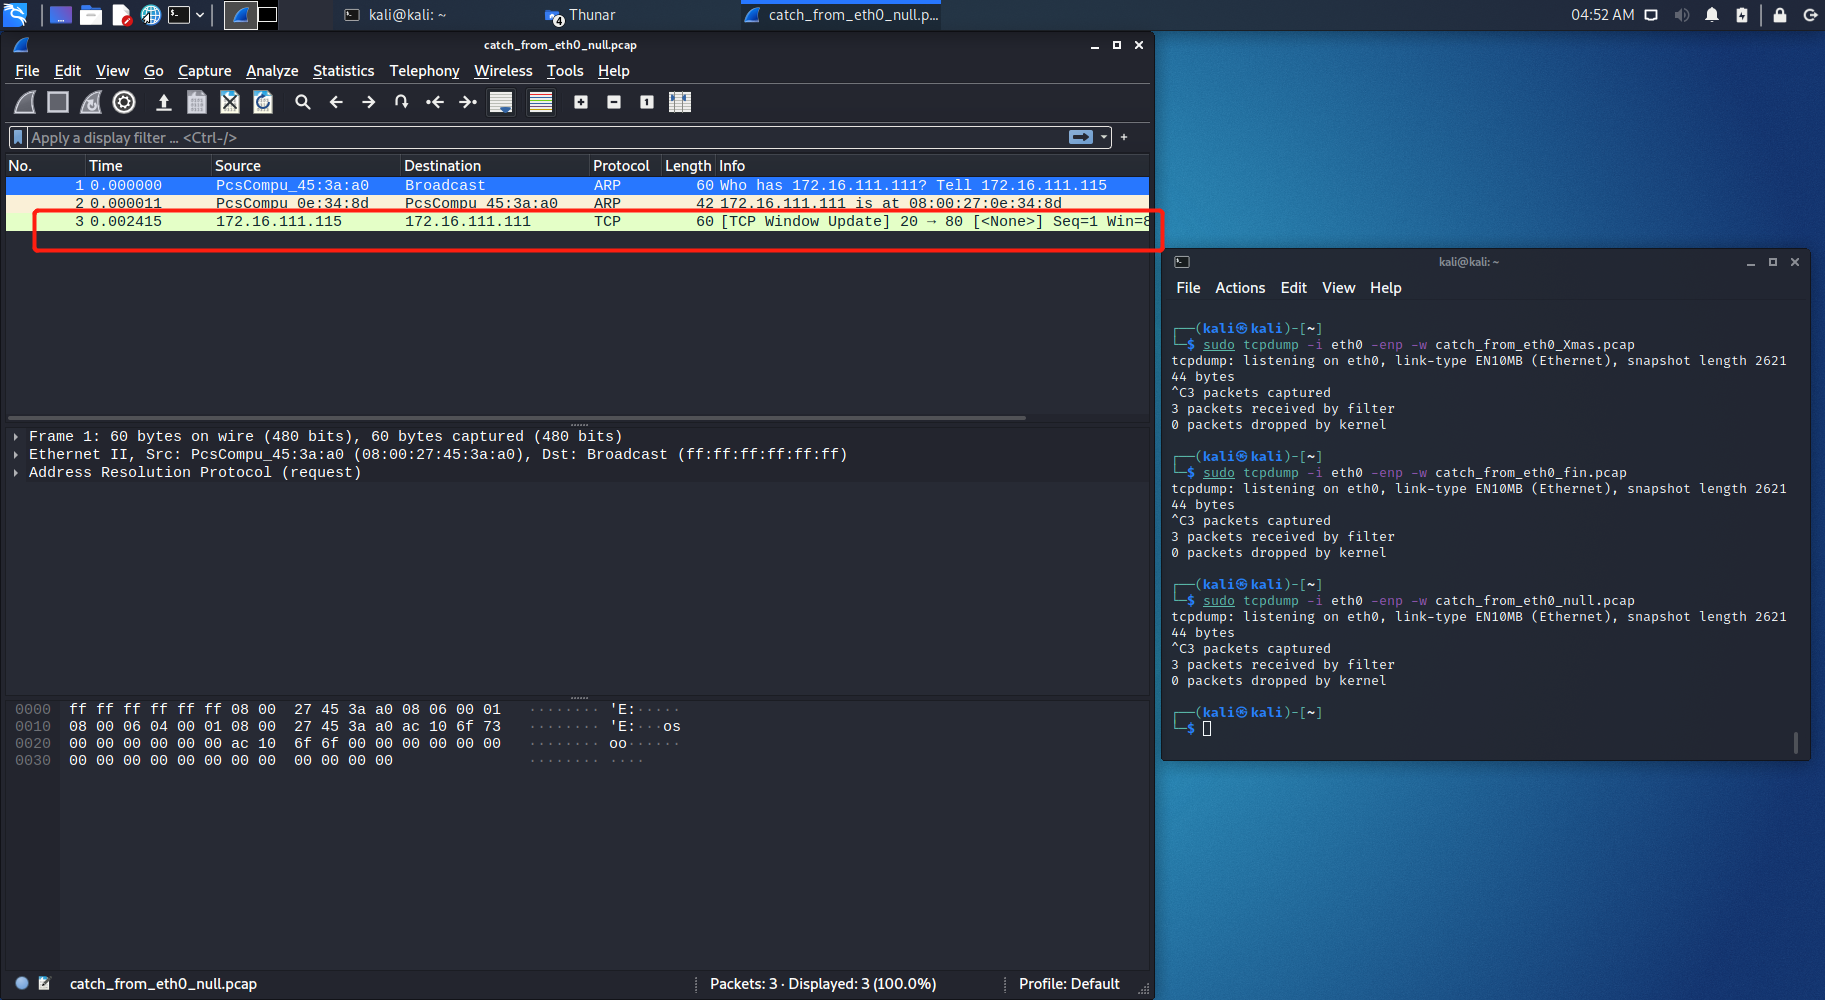 kali@kali: ~
4 Thunar
catch_from_eth0_null.p...
04:52 AM
catch_from_eth0_null.pcap
File Edit View Go Capture Analyze Statistics Telephony Wireless Tools Help
Apply a display filter ... <Ctrl-/>
No. Time Source Destination Protocol Length Info
1 0.000000 PcsCompu_45:3a:a0 Broadcast ARP 60 Who has 172.16.111.111? Tell 172.16.111.115
2 0.000011 PcsCompu_0e:34:8d PcsCompu_45:3a:a0 ARP 42 172.16.111.111 is at 08:00:27:0e:34:8d
3 0.002415 172.16.111.115 172.16.111.111 TCP 60 [TCP Window Update] 20 → 80 [<None>] Seq=1 Win=8
Frame 1: 60 bytes on wire (480 bits), 60 bytes captured (480 bits)
Ethernet II, Src: PcsCompu_45:3a:a0 (08:00:27:45:3a:a0), Dst: Broadcast (ff:ff:ff:ff:ff:ff)
Address Resolution Protocol (request)
0000 ff ff ff ff ff ff 08 00 27 45 3a a0 08 06 00 01 ········ 'E:·····
0010 08 00 06 04 00 01 08 00 27 45 3a a0 ac 10 6f 73 ········ 'E:···os
0020 00 00 00 00 00 00 ac 10 6f 6f 00 00 00 00 00 00 ········ oo······
0030 00 00 00 00 00 00 00 00 00 00 00 00 ········ ····
catch_from_eth0_null.pcap
Packets: 3 · Displayed: 3 (100.0%)
Profile: Default
kali@kali: ~
File Actions Edit View Help
┌──(kali㉿kali)-[~]
└─$ sudo tcpdump -i eth0 -enp -w catch_from_eth0_Xmas.pcap
tcpdump: listening on eth0, link-type EN10MB (Ethernet), snapshot length 2621
44 bytes
^C3 packets captured
3 packets received by filter
0 packets dropped by kernel
┌──(kali㉿kali)-[~]
└─$ sudo tcpdump -i eth0 -enp -w catch_from_eth0_fin.pcap
tcpdump: listening on eth0, link-type EN10MB (Ethernet), snapshot length 2621
44 bytes
^C3 packets captured
3 packets received by filter
0 packets dropped by kernel
┌──(kali㉿kali)-[~]
└─$ sudo tcpdump -i eth0 -enp -w catch_from_eth0_null.pcap
tcpdump: listening on eth0, link-type EN10MB (Ethernet), snapshot length 2621
44 bytes
^C3 packets captured
3 packets received by filter
0 packets dropped by kernel
┌──(kali㉿kali)-[~]
└─$